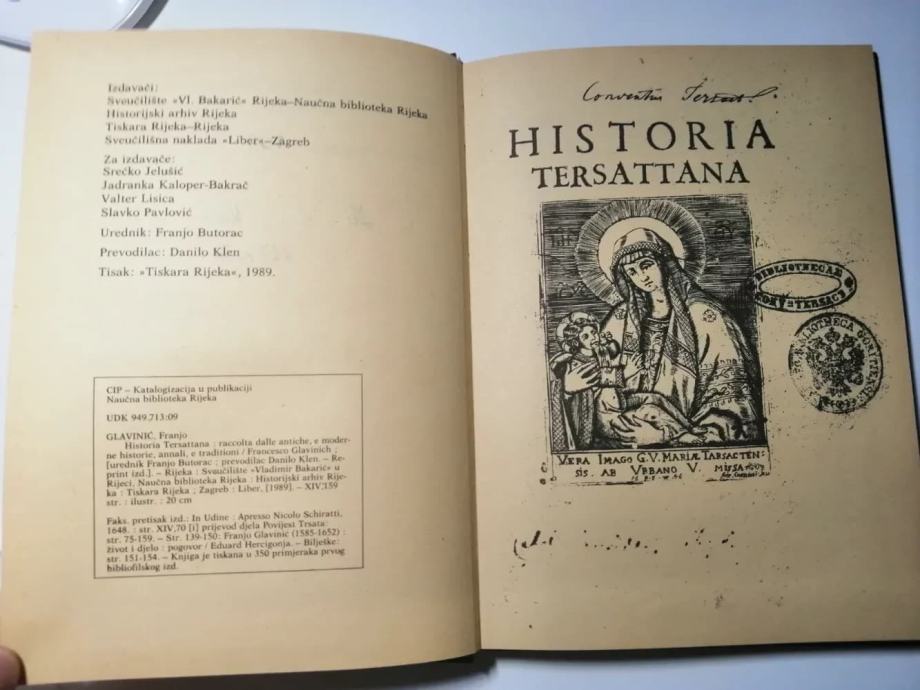 Izdavači:
Sveučilište »Vl. Bakarić« Rijeka–Naučna biblioteka Rijeka
Historijski arhiv Rijeka
Tiskara Rijeka–Rijeka
Sveučilišna naklada »Liber«–Zagreb
Za izdavače:
Srećko Jelušić
Jadranka Kaloper-Bakrač
Valter Lisica
Slavko Pavlović
Urednik: Franjo Butorac
Prevodilac: Danilo Klen
Tisak: »Tiskara Rijeka«, 1989.
CIP – Katalogizacija u publikaciji
Naučna biblioteka Rijeka
UDK 949.713:09
GLAVINIĆ, Franjo
Historia Tersattana : raccolta dalle antiche, e moder-
ne historie, annali, e traditioni / Francesco Glavinich ;
[urednik Franjo Butorac ; prevodilac Danilo Klen. – Re-
print izd.]. – Rijeka : Sveučilište »Vladimir Bakarić« u
Rijeci, Naučna biblioteka Rijeka : Historijski arhiv Rije-
ka : Tiskara Rijeka ; Zagreb : Liber, [1989]. – XIV,159
str. : ilustr. ; 20 cm
Faks. pretisak izd.: In Udine : Apresso Nicolo Schiratti,
1648. : str. XIV,70 [i] prijevod djela Povijest Trsata:
str. 75-159. – Str. 139-150: Franjo Glavinić (1585-1652) :
život i djelo : pogovor / Eduard Hercigonja. – Bilješke:
str. 151-154. – Knjiga je tiskana u 350 primjeraka prvog
bibliofilskog izd.
Conventus
HISTORIA
TERSATTANA
BIBLIOTHECAE
VERA IMAGO G.V. MARIÆ TARSACTEN-
SIS. AB VRBANO V. MISSA